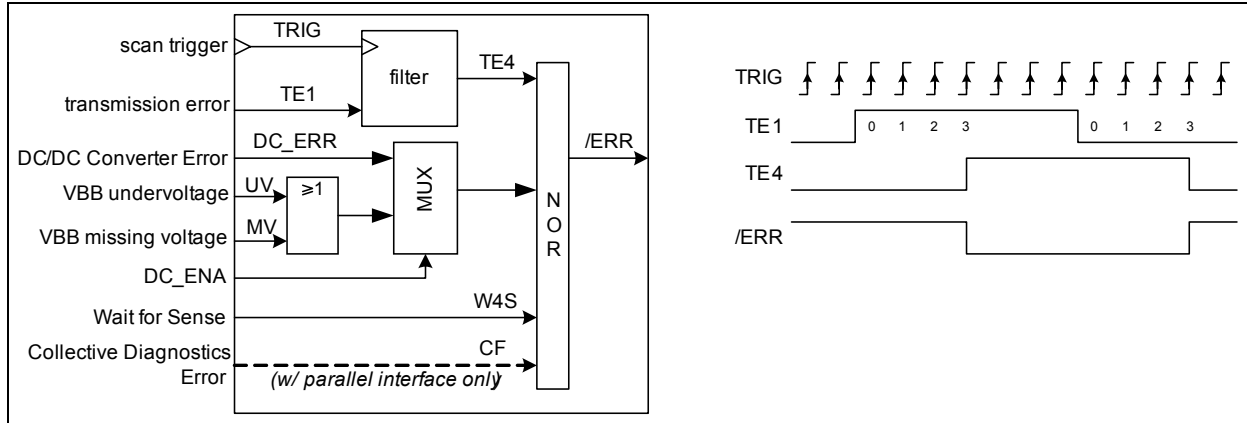 scan trigger
TRIG
filter
TE4
transmission error
TE1
DC/DC Converter Error
DC_ERR
VBB undervoltage
UV
≥1
MUX
VBB missing voltage
MV
DC_ENA
Wait for Sense
W4S
Collective Diagnostics
Error
CF
(w/ parallel interface only)
NOR
/ERR
TRIG
TE1
0 1 2 3 0 1 2 3
TE4
/ERR